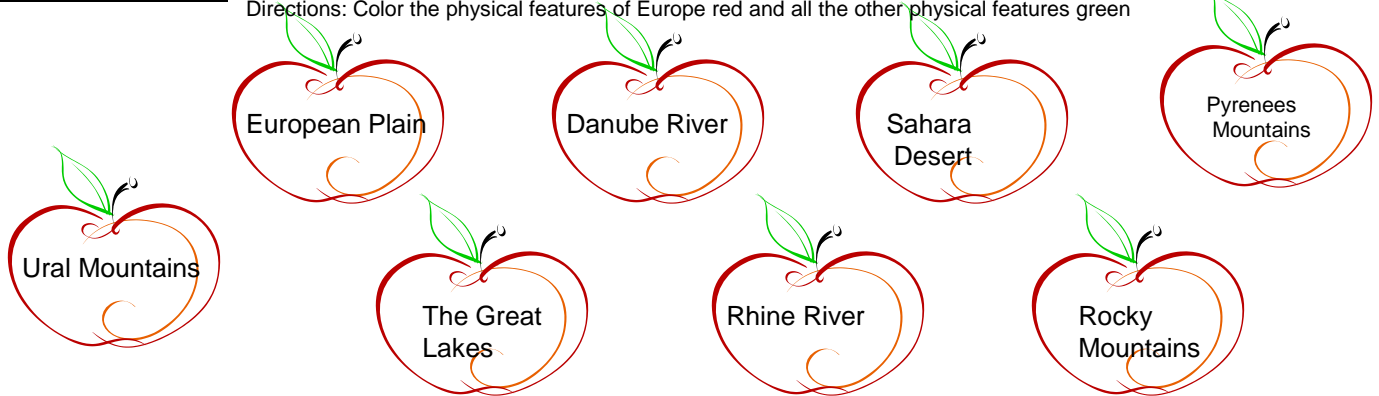 Directions: Color the physical features of Europe red and all the other physical features green
European Plain
Danube River
Sahara
Desert
Pyrenees
Mountains
Ural Mountains
The Great
Lakes
Rhine River
Rocky
Mountains